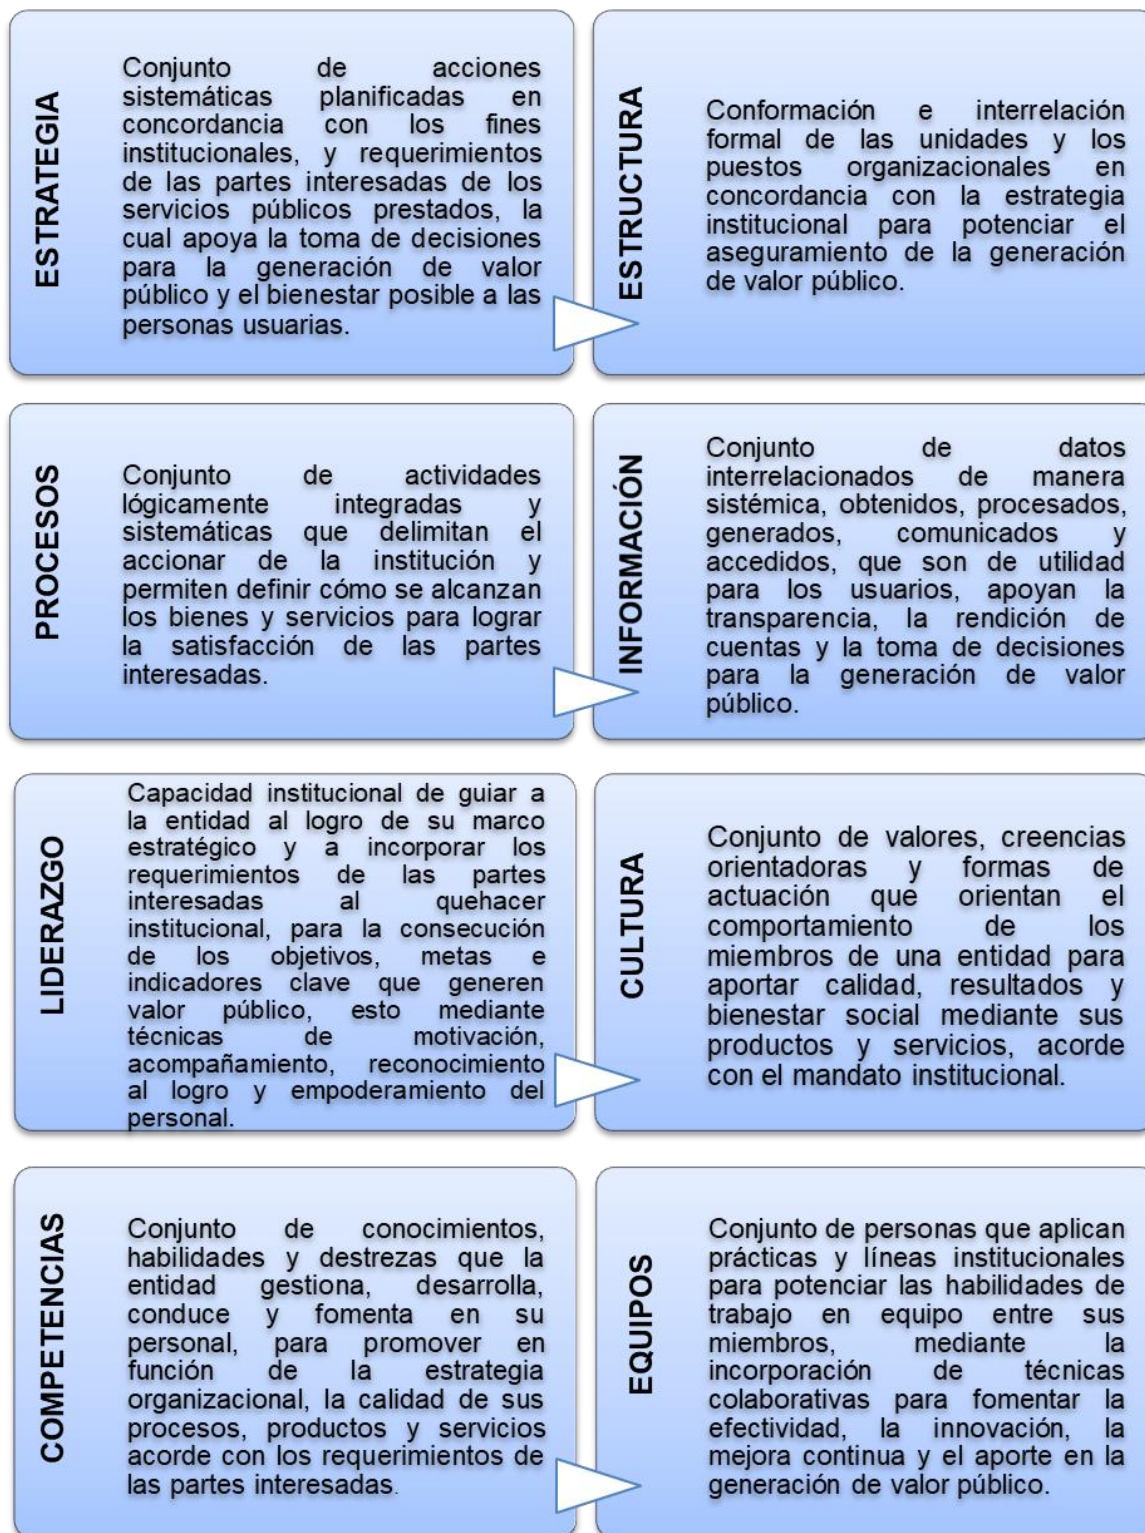 ESTRATEGIA
Conjunto de acciones
sistemáticas planificadas en
concordancia con los fines
institucionales, y requerimientos
de las partes interesadas de los
servicios públicos prestados, la
cual apoya la toma de decisiones
para la generación de valor
público y el bienestar posible a las
personas usuarias.
ESTRUCTURA
Conformación e interrelación
formal de las unidades y los
puestos organizacionales en
concordancia con la estrategia
institucional para potenciar el
aseguramiento de la generación
de valor público.
PROCESOS
Conjunto de actividades
lógicamente integradas y
sistemáticas que delimitan el
accionar de la institución y
permiten definir cómo se alcanzan
los bienes y servicios para lograr
la satisfacción de las partes
interesadas.
INFORMACIÓN
Conjunto de datos
interrelacionados de manera
sistémica, obtenidos, procesados,
generados, comunicados y
accedidos, que son de utilidad
para los usuarios, apoyan la
transparencia, la rendición de
cuentas y la toma de decisiones
para la generación de valor
público.
LIDERAZGO
Capacidad institucional de guiar a
la entidad al logro de su marco
estratégico y a incorporar los
requerimientos de las partes
interesadas al quehacer
institucional, para la consecución
de los objetivos, metas e
indicadores clave que generen
valor público, esto mediante
técnicas de motivación,
acompañamiento, reconocimiento
al logro y empoderamiento del
personal.
CULTURA
Conjunto de valores, creencias
orientadoras y formas de
actuación que orientan el
comportamiento de los
miembros de una entidad para
aportar calidad, resultados y
bienestar social mediante sus
productos y servicios, acorde
con el mandato institucional.
COMPETENCIAS
Conjunto de conocimientos,
habilidades y destrezas que la
entidad gestiona, desarrolla,
conduce y fomenta en su
personal, para promover en
función de la estrategia
organizacional, la calidad de sus
procesos, productos y servicios
acorde con los requerimientos de
las partes interesadas.
EQUIPOS
Conjunto de personas que aplican
prácticas y líneas institucionales
para potenciar las habilidades de
trabajo en equipo entre sus
miembros, mediante la
incorporación de técnicas
colaborativas para fomentar la
efectividad, la innovación, la
mejora continua y el aporte en la
generación de valor público.